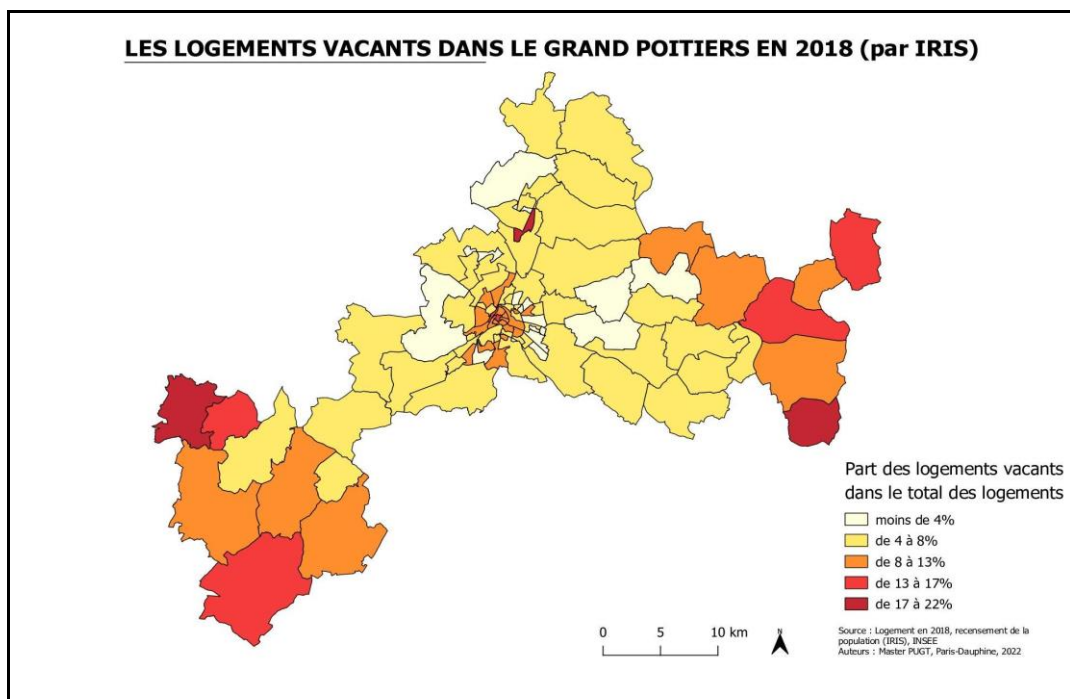 LES LOGEMENTS VACANTS DANS LE GRAND POITIERS EN 2018 (par IRIS)
Part des logements vacants
dans le total des logements
moins de 4%
de 4 à 8%
de 8 à 13%
de 13 à 17%
de 17 à 22%
0 5 10 km
N
Source : Logement en 2018, recensement de la
population (IRIS), INSEE
Auteurs : Master PUGT, Paris-Dauphine, 2022